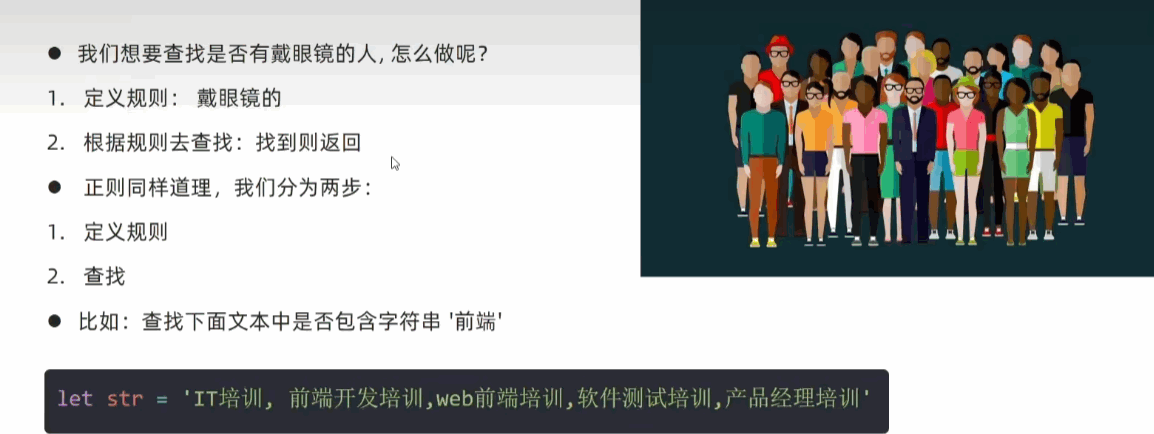 ● 我们想要查找是否有戴眼镜的人, 怎么做呢?
1. 定义规则： 戴眼镜的
2. 根据规则去查找：找到则返回
● 正则同样道理，我们分为两步：
1. 定义规则
2. 查找
● 比如：查找下面文本中是否包含字符串 '前端'
let str = 'IT培训, 前端开发培训,web前端培训,软件测试培训,产品经理培训'